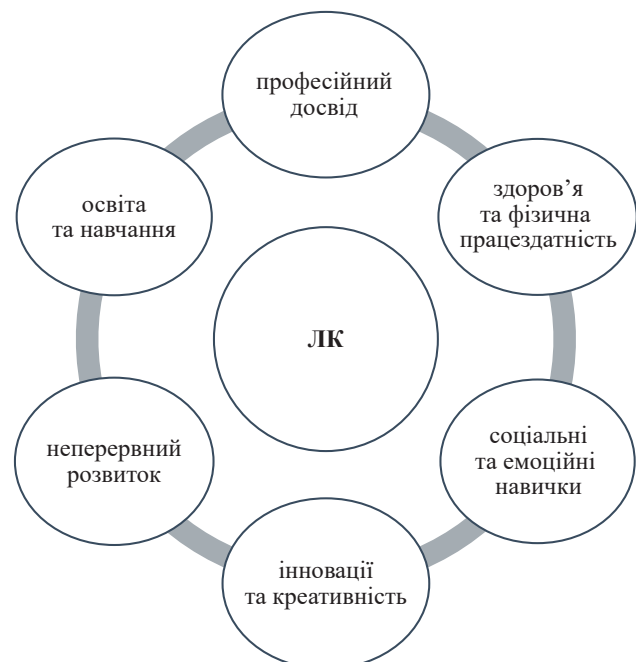 професійний
досвід
здоров’я
та фізична
працездатність
освіта
та навчання
ЛК
неперервний
розвиток
соціальні
та емоційні
навички
інновації
та креативність